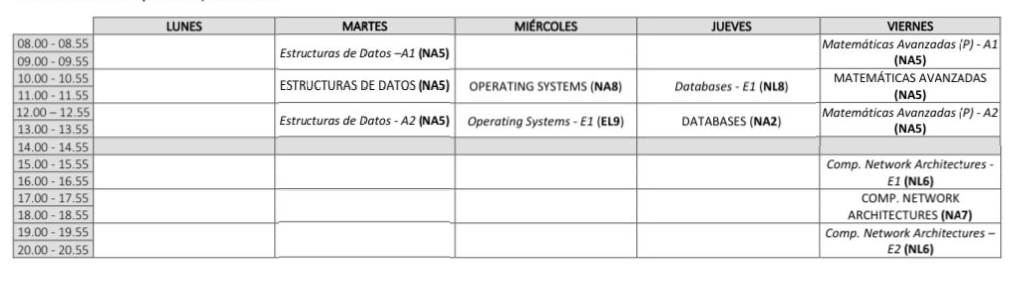 LUNES MARTES MIÉRCOLES JUEVES VIERNES
08.00 - 08.55 Matemáticas Avanzadas (P) - A1
Estructuras de Datos –A1 (NA5)
09.00 - 09.55 (NA5)
10.00 - 10.55 MATEMÁTICAS AVANZADAS
ESTRUCTURAS DE DATOS (NA5) OPERATING SYSTEMS (NA8) Databases - E1 (NL8)
11.00 - 11.55 (NA5)
12.00 – 12.55 Matemáticas Avanzadas (P) - A2
Estructuras de Datos - A2 (NA5) Operating Systems - E1 (EL9) DATABASES (NA2)
13.00 - 13.55 (NA5)
14.00 - 14.55
15.00 - 15.55 Comp. Network Architectures -
16.00 - 16.55 E1 (NL6)
17.00 - 17.55 COMP. NETWORK
18.00 - 18.55 ARCHITECTURES (NA7)
19.00 - 19.55 Comp. Network Architectures –
20.00 - 20.55 E2 (NL6)